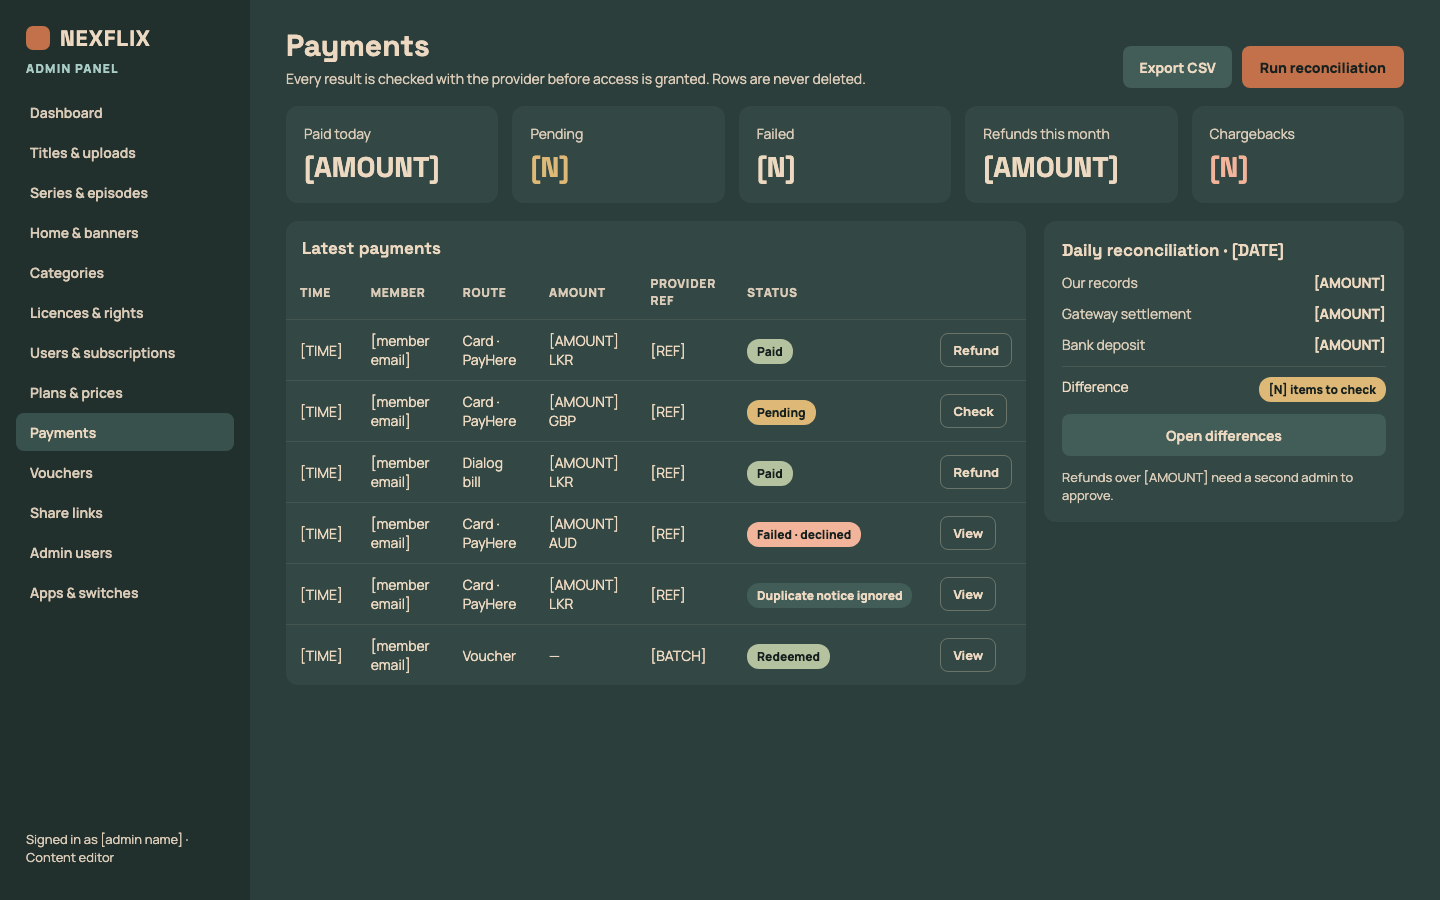 NEXFLIX
ADMIN PANEL
Dashboard
Titles & uploads
Series & episodes
Home & banners
Categories
Licences & rights
Users & subscriptions
Plans & prices
Payments
Vouchers
Share links
Admin users
Apps & switches
Signed in as [admin name] ·
Content editor
Payments
Every result is checked with the provider before access is granted. Rows are never deleted.
Export CSV
Run reconciliation
Paid today
[AMOUNT]
Pending
[N]
Failed
[N]
Refunds this month
[AMOUNT]
Chargebacks
[N]
Latest payments
TIME MEMBER ROUTE AMOUNT PROVIDER REF STATUS
[TIME] [member email] Card · PayHere [AMOUNT] LKR [REF] Paid Refund
[TIME] [member email] Card · PayHere [AMOUNT] GBP [REF] Pending Check
[TIME] [member email] Dialog bill [AMOUNT] LKR [REF] Paid Refund
[TIME] [member email] Card · PayHere [AMOUNT] AUD [REF] Failed · declined View
[TIME] [member email] Card · PayHere [AMOUNT] LKR [REF] Duplicate notice ignored View
[TIME] [member email] Voucher — [BATCH] Redeemed View
Daily reconciliation · [DATE]
Our records [AMOUNT]
Gateway settlement [AMOUNT]
Bank deposit [AMOUNT]
Difference [N] items to check
Open differences
Refunds over [AMOUNT] need a second admin to
approve.